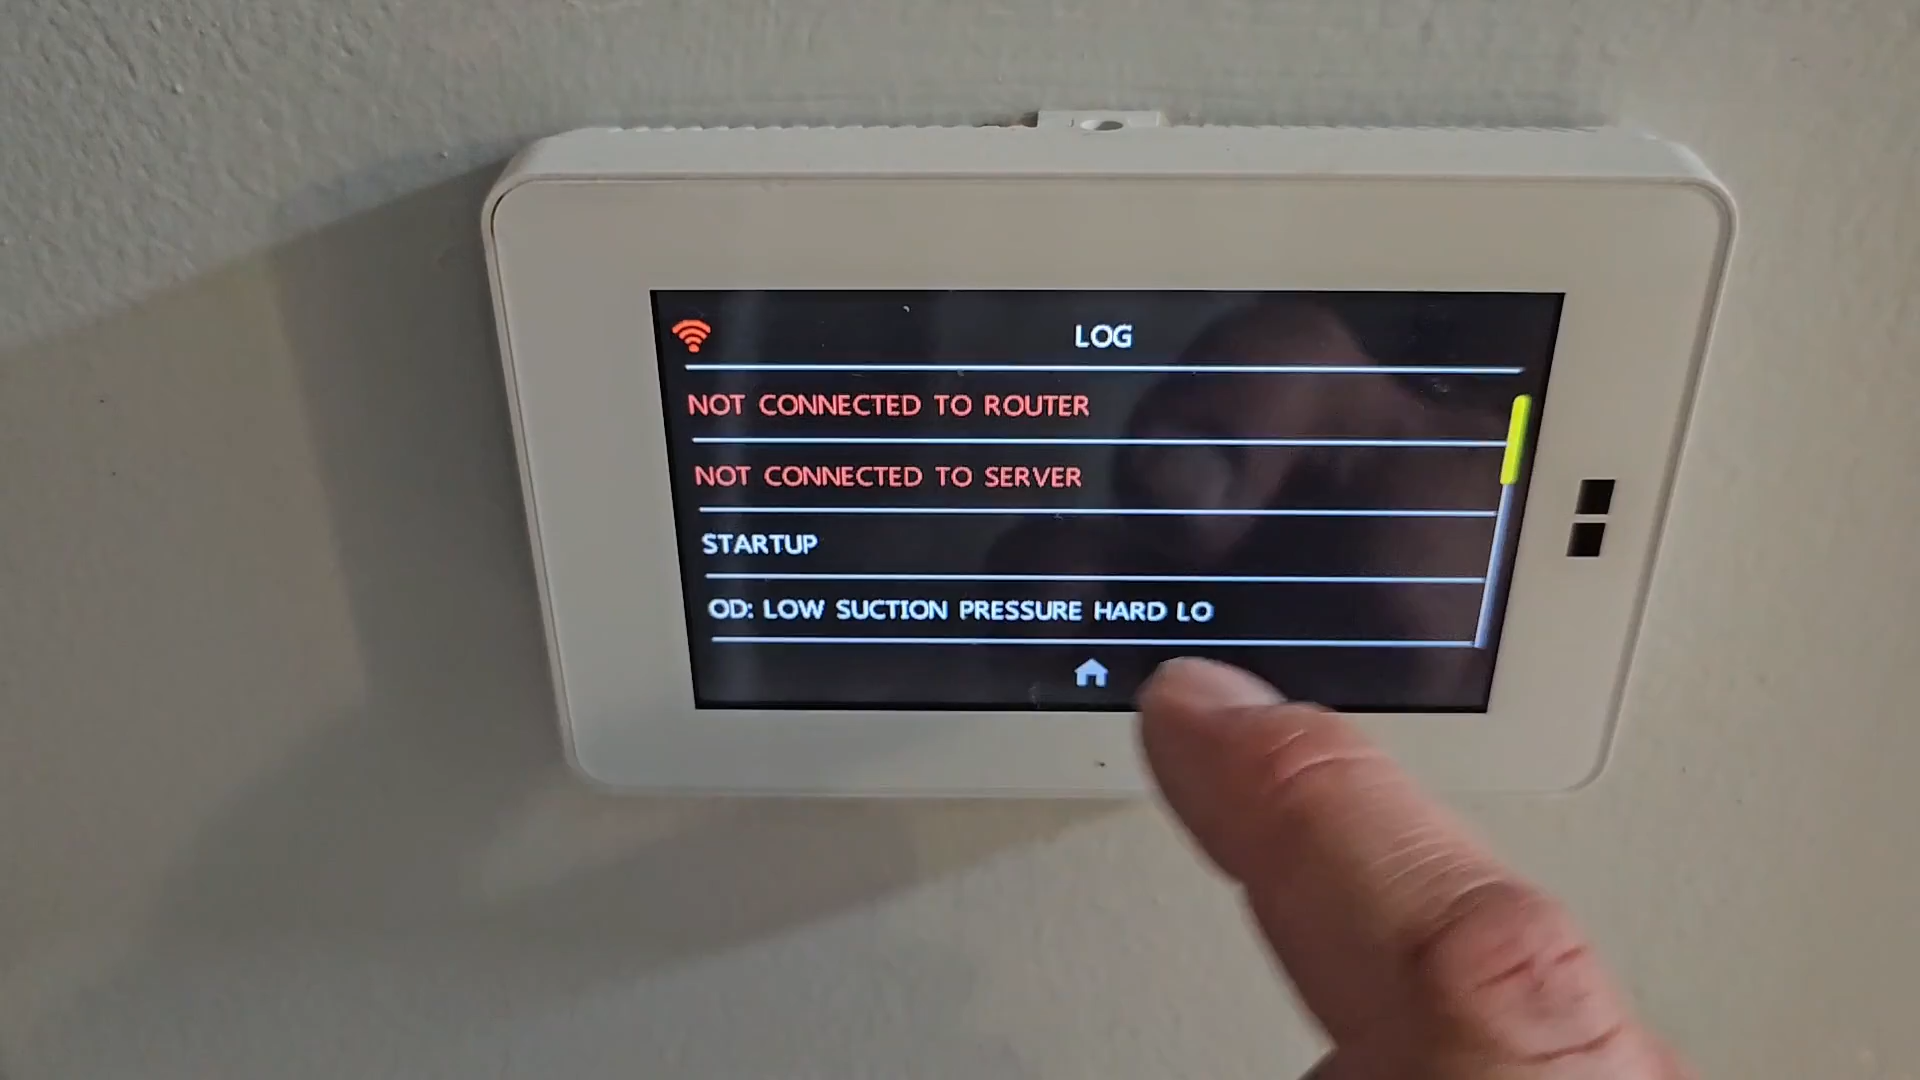 LOG
NOT CONNECTED TO ROUTER
NOT CONNECTED TO SERVER
STARTUP
OD: LOW SUCTION PRESSURE HARD LO